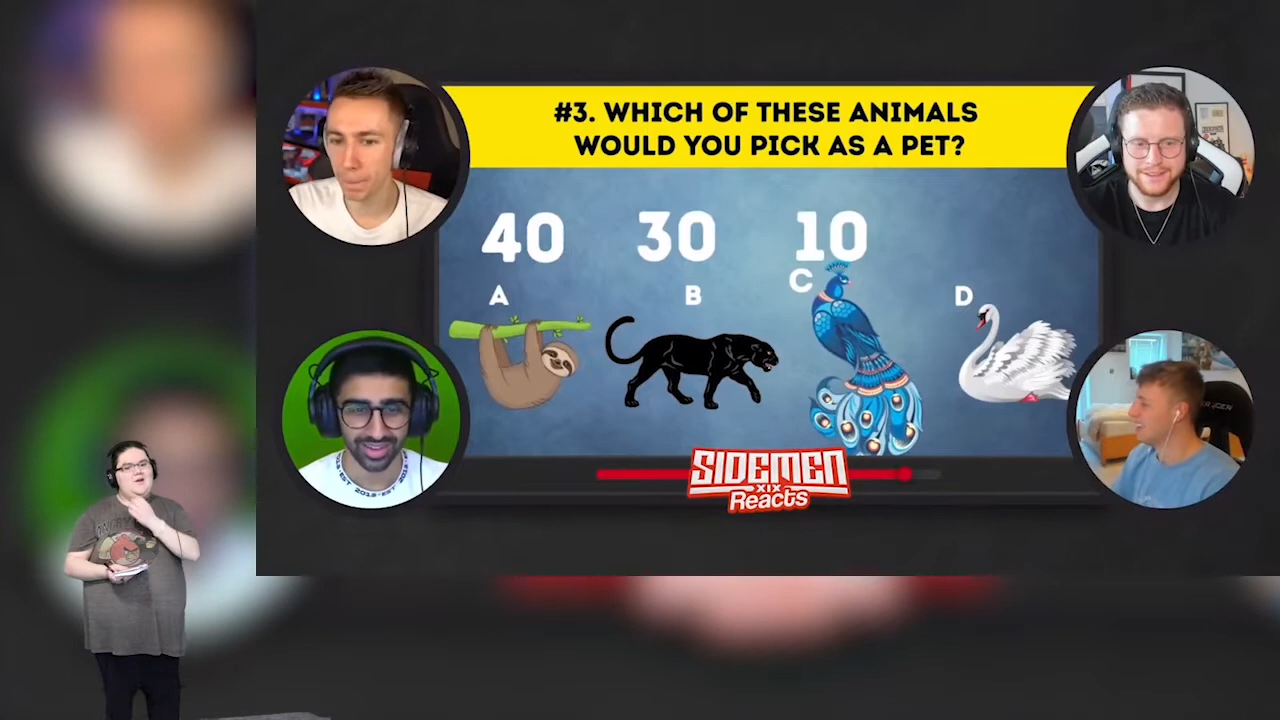 #3. WHICH OF THESE ANIMALS
WOULD YOU PICK AS A PET?
40 30 10
A B C D
SIDEMEN
XIX
Reacts